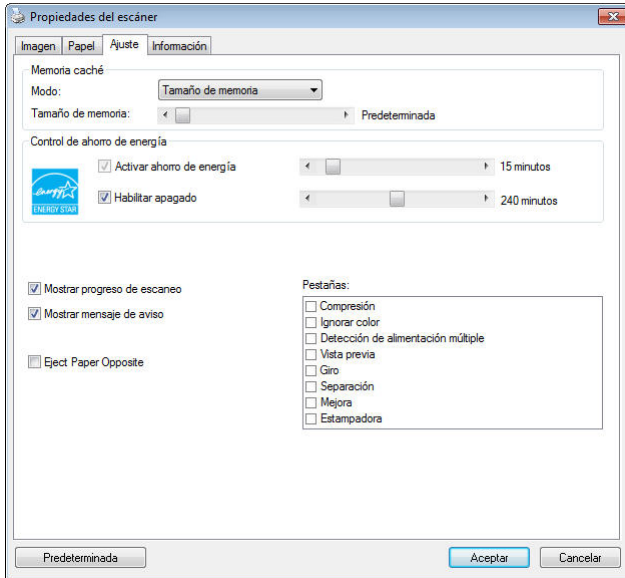 Propiedades del escáner
Imagen Papel Ajuste Información
Memoria caché
Modo: Tamaño de memoria
Tamaño de memoria: Predeterminada
Control de ahorro de energía
Activar ahorro de energía 15 minutos
energy
ENERGY STAR
Habilitar apagado 240 minutos
Mostrar progreso de escaneo
Mostrar mensaje de aviso
Eject Paper Opposite
Pestañas:
Compresión
Ignorar color
Detección de alimentación múltiple
Vista previa
Giro
Separación
Mejora
Estampadora
Predeterminada Aceptar Cancelar